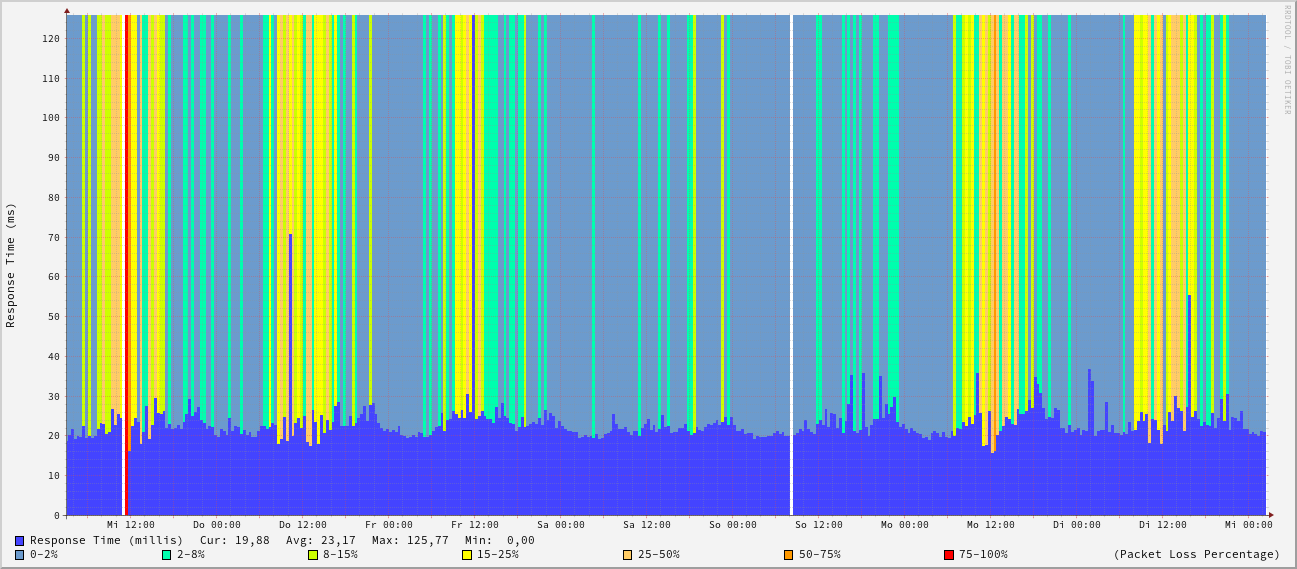 RRDTOOL / TOBI OETIKER
Response Time (ms)
120
110
100
90
80
70
60
50
40
30
20
10
0
Mi 12:00 Do 00:00 Do 12:00 Fr 00:00 Fr 12:00 Sa 00:00 Sa 12:00 So 00:00 So 12:00 Mo 00:00 Mo 12:00 Di 00:00 Di 12:00 Mi 00:00
Response Time (millis) Cur: 19,88 Avg: 23,17 Max: 125,77 Min: 0,00
0-2% 2-8% 8-15% 15-25% 25-50% 50-75% 75-100% (Packet Loss Percentage)